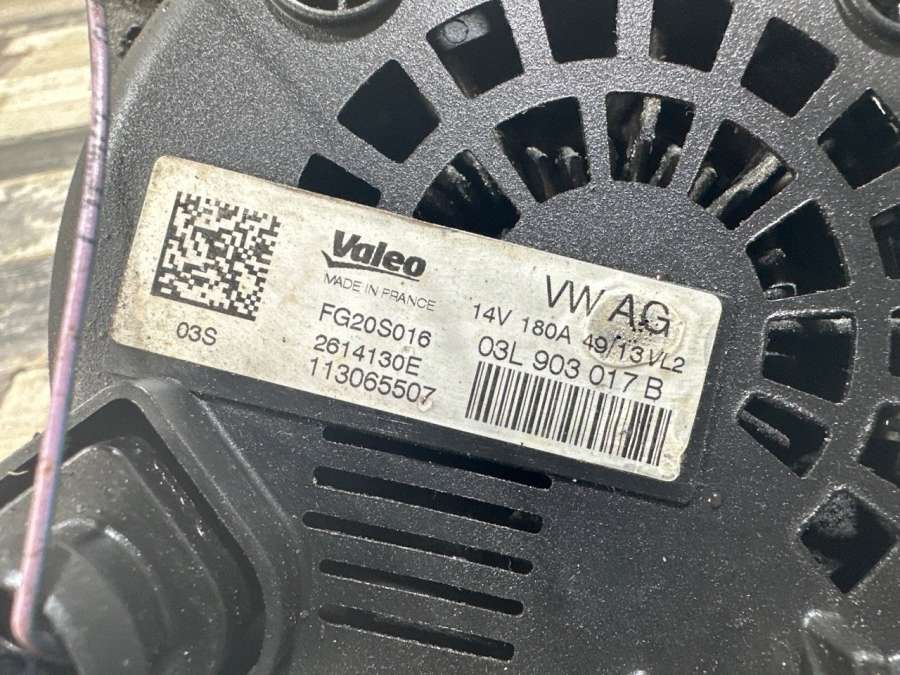 Valeo
MADE IN FRANCE
FG20S016
2614130E
113065507
03S
VW AG
14V 180A 49/13 VL2
03L 903 017 B